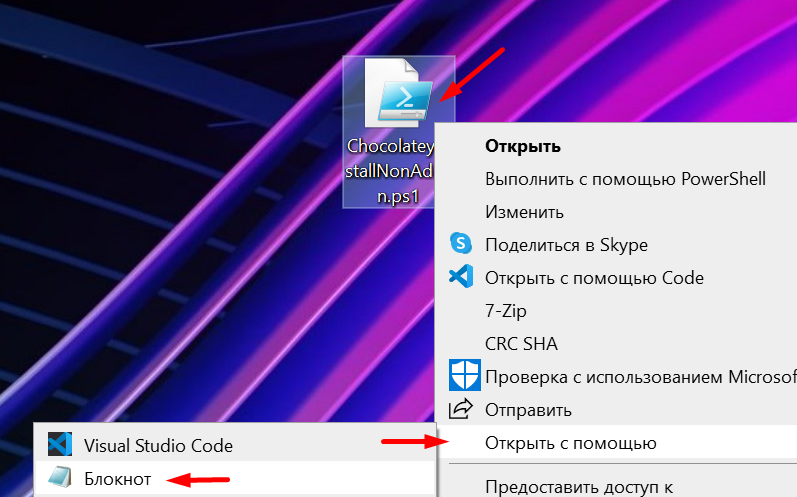 Chocolatey
stallNonAd
n.ps1
Открыть
Выполнить с помощью PowerShell
Изменить
Поделиться в Skype
Открыть с помощью Code
7-Zip
CRC SHA
Проверка с использованием Microsof
Отправить
Открыть с помощью
Предоставить доступ к
Visual Studio Code
Блокнот